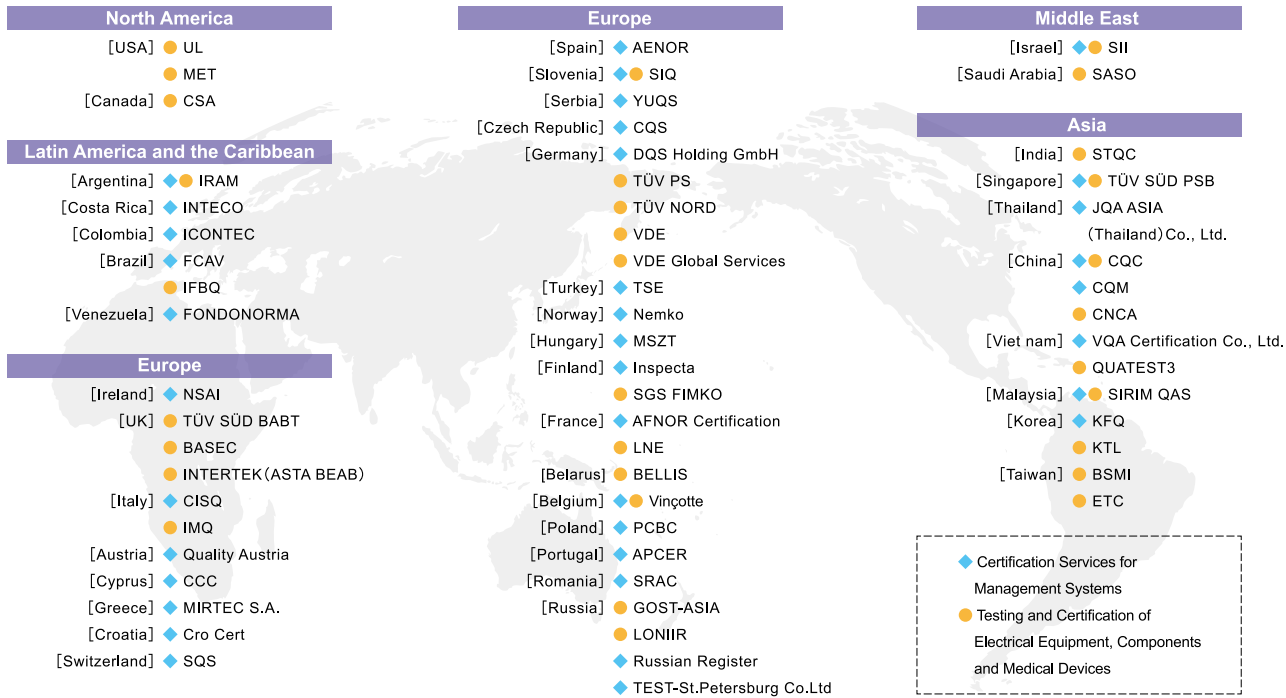 North America
[USA] UL
MET
[Canada] CSA
Latin America and the Caribbean
[Argentina] IRAM
[Costa Rica] INTECO
[Colombia] ICONTEC
[Brazil] FCAV
IFBQ
[Venezuela] FONDONORMA
Europe
[Ireland] NSAI
[UK] TÜV SÜD BABT
BASEC
INTERTEK(ASTA BEAB)
[Italy] CISQ
IMQ
[Austria] Quality Austria
[Cyprus] CCC
[Greece] MIRTEC S.A.
[Croatia] Cro Cert
[Switzerland] SQS
Europe
[Spain] AENOR
[Slovenia] SIQ
[Serbia] YUQS
[Czech Republic] CQS
[Germany] DQS Holding GmbH
TÜV PS
TÜV NORD
VDE
VDE Global Services
[Turkey] TSE
[Norway] Nemko
[Hungary] MSZT
[Finland] Inspecta
SGS FIMKO
[France] AFNOR Certification
LNE
[Belarus] BELLIS
[Belgium] Vinçotte
[Poland] PCBC
[Portugal] APCER
[Romania] SRAC
[Russia] GOST-ASIA
LONIIR
Russian Register
TEST-St.Petersburg Co.Ltd
Middle East
[Israel] SII
[Saudi Arabia] SASO
Asia
[India] STQC
[Singapore] TÜV SÜD PSB
[Thailand] JQA ASIA
(Thailand)Co., Ltd.
[China] CQC
CQM
CNCA
[Viet nam] VQA Certification Co., Ltd.
QUATEST3
[Malaysia] SIRIM QAS
[Korea] KFQ
KTL
[Taiwan] BSMI
ETC
Certification Services for
Management Systems
Testing and Certification of
Electrical Equipment, Components
and Medical Devices